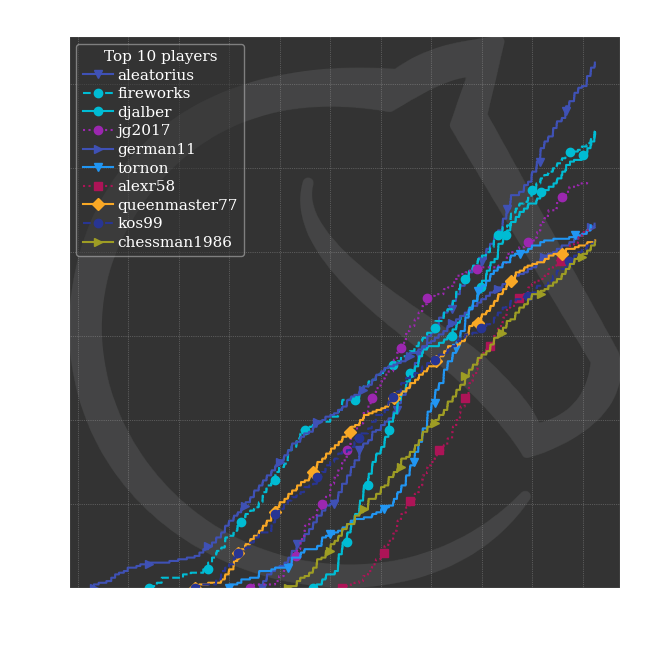 Top 10 players
aleatorius
fireworks
djalber
jg2017
german11
tornon
alexr58
queenmaster77
kos99
chessman1986